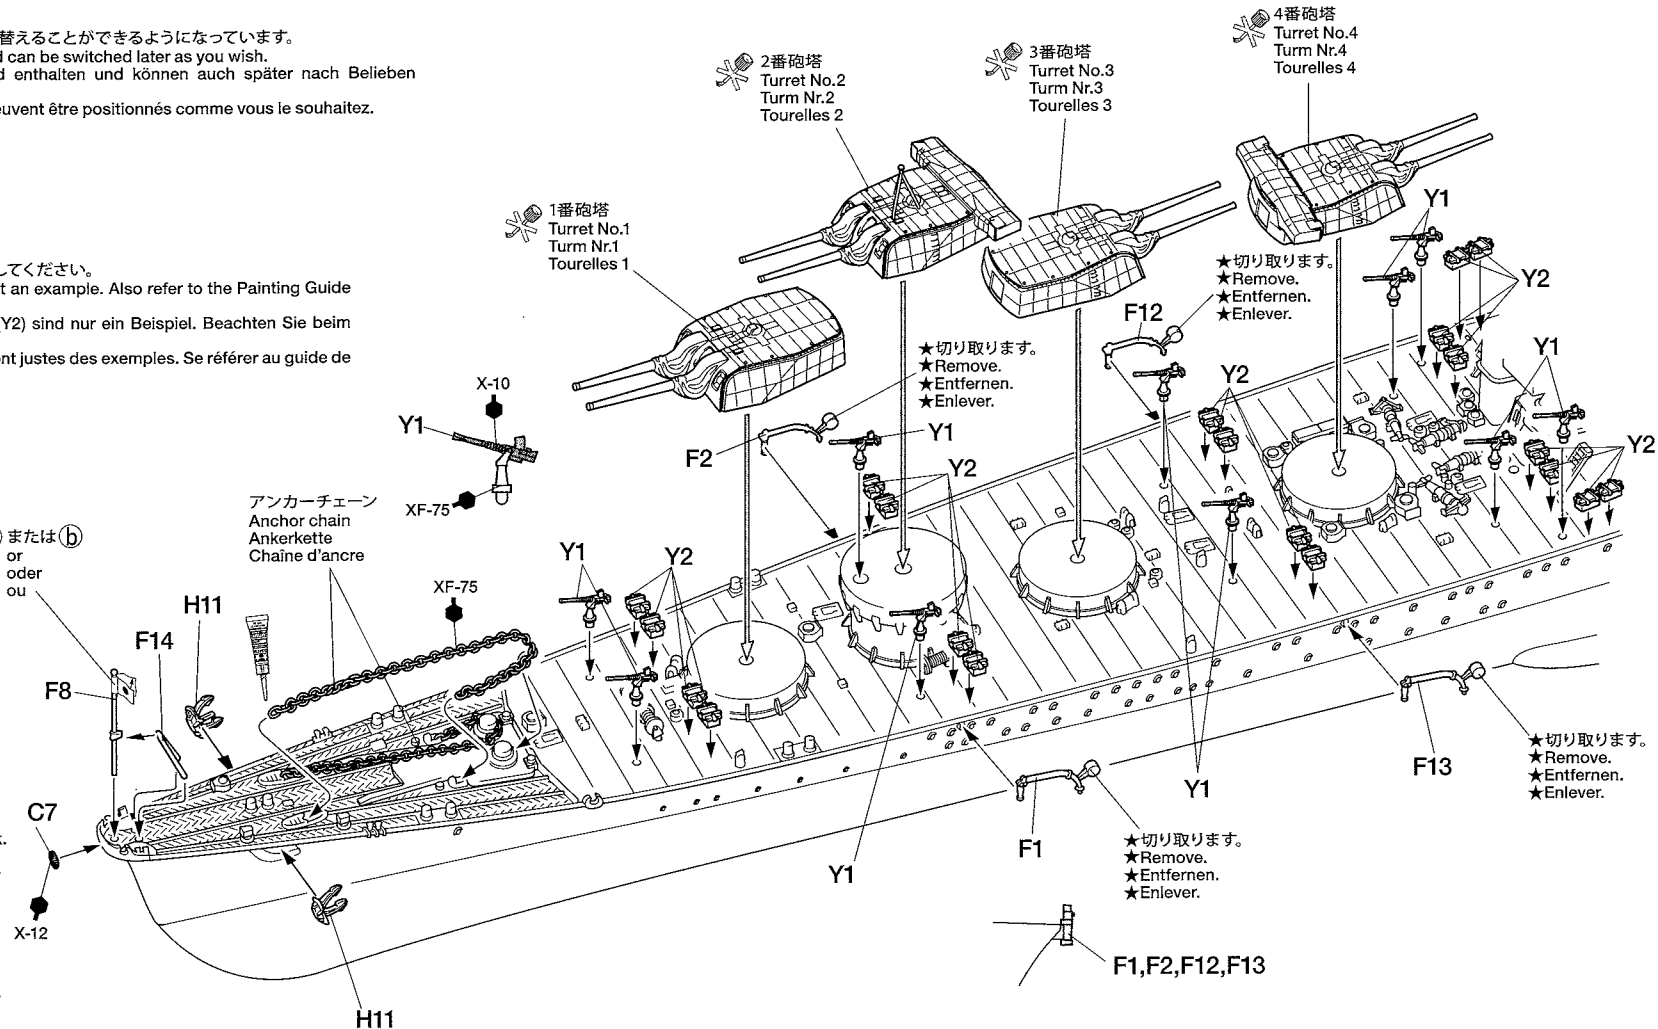 替えることができるようになっています。
can be switched later as you wish.
enthalten und können auch später nach Belieben
euvent être positionnés comme vous le souhaitez.
してください。
t an example. Also refer to the Painting Guide
(Y2) sind nur ein Beispiel. Beachten Sie beim
nt justes des exemples. Se référer au guide de
1番砲塔
Turret No.1
Turm Nr.1
Tourelles 1
2番砲塔
Turret No.2
Turm Nr.2
Tourelles 2
3番砲塔
Turret No.3
Turm Nr.3
Tourelles 3
4番砲塔
Turret No.4
Turm Nr.4
Tourelles 4
Y1
Y2
★切り取ります。
★Remove.
★Entfernen.
★Enlever.
F12
Y1
Y2
Y2
★切り取ります。
★Remove.
★Entfernen.
★Enlever.
F2
Y1
Y2
X-10
Y1
XF-75
アンカーチェーン
Anchor chain
Ankerkette
Chaîne d'ancre
または ⓑ
or
oder
ou
XF-75
Y1
Y2
H11
F14
F8
C7
X-12
H11
Y1
F1
★切り取ります。
★Remove.
★Entfernen.
★Enlever.
Y1
F13
★切り取ります。
★Remove.
★Entfernen.
★Enlever.
F1,F2,F12,F13